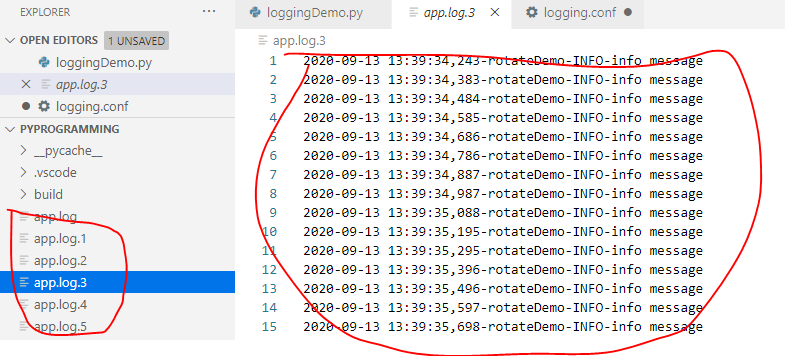 EXPLORER
OPEN EDITORS 1 UNSAVED
loggingDemo.py
app.log.3
logging.conf
PYPROGRAMMING
__pycache__
.vscode
build
app.log
app.log.1
app.log.2
app.log.3
app.log.4
app.log.5
loggingDemo.py app.log.3 logging.conf
app.log.3
1 2020-09-13 13:39:34,243-rotateDemo-INFO-info message
2 2020-09-13 13:39:34,383-rotateDemo-INFO-info message
3 2020-09-13 13:39:34,484-rotateDemo-INFO-info message
4 2020-09-13 13:39:34,585-rotateDemo-INFO-info message
5 2020-09-13 13:39:34,686-rotateDemo-INFO-info message
6 2020-09-13 13:39:34,786-rotateDemo-INFO-info message
7 2020-09-13 13:39:34,887-rotateDemo-INFO-info message
8 2020-09-13 13:39:34,987-rotateDemo-INFO-info message
9 2020-09-13 13:39:35,088-rotateDemo-INFO-info message
10 2020-09-13 13:39:35,195-rotateDemo-INFO-info message
11 2020-09-13 13:39:35,295-rotateDemo-INFO-info message
12 2020-09-13 13:39:35,396-rotateDemo-INFO-info message
13 2020-09-13 13:39:35,496-rotateDemo-INFO-info message
14 2020-09-13 13:39:35,597-rotateDemo-INFO-info message
15 2020-09-13 13:39:35,698-rotateDemo-INFO-info message